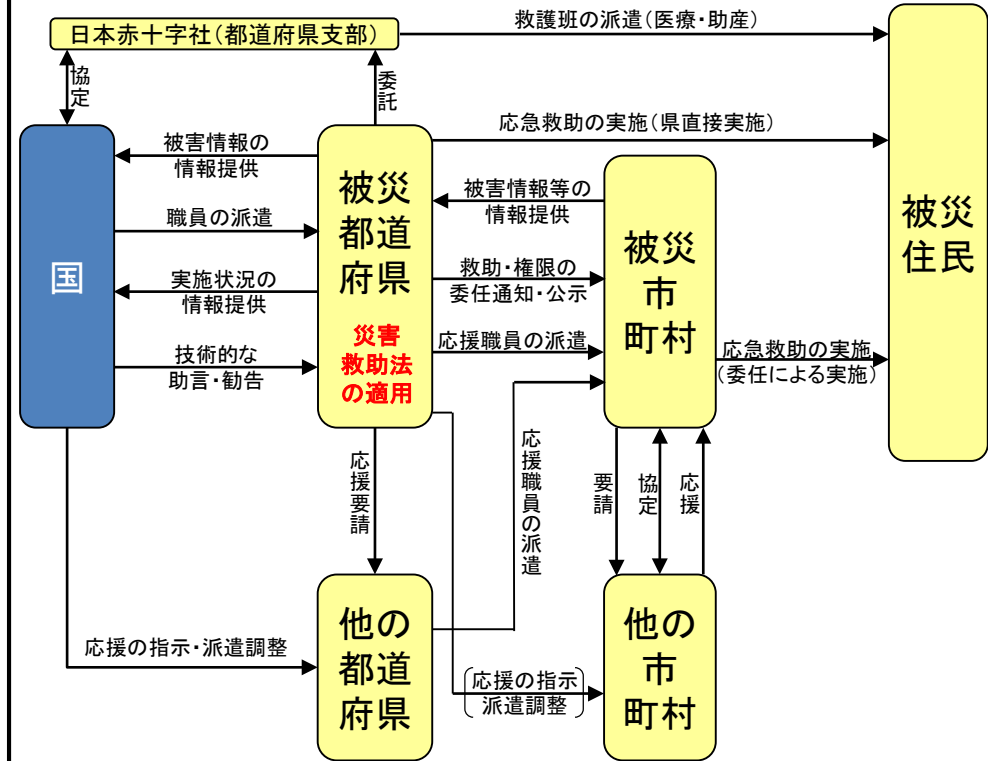 救護班の派遣(医療・助産)
日本赤十字社(都道府県支部)
協定
委託
応急救助の実施(県直接実施)
被害情報の
情報提供
職員の派遣
実施状況の
情報提供
技術的な
助言・勧告
国
被災
都道
府県
災害
救助法
の適用
被害情報等の
情報提供
救助・権限の
委任通知・公示
応援職員の派遣
被災
市
町村
応急救助の実施
(委任による実施)
被災
住民
応援要請
応援職員の派遣
要請
協定
応援
応援の指示・派遣調整
他の
都道
府県
応援の指示
派遣調整
他の
市
町村